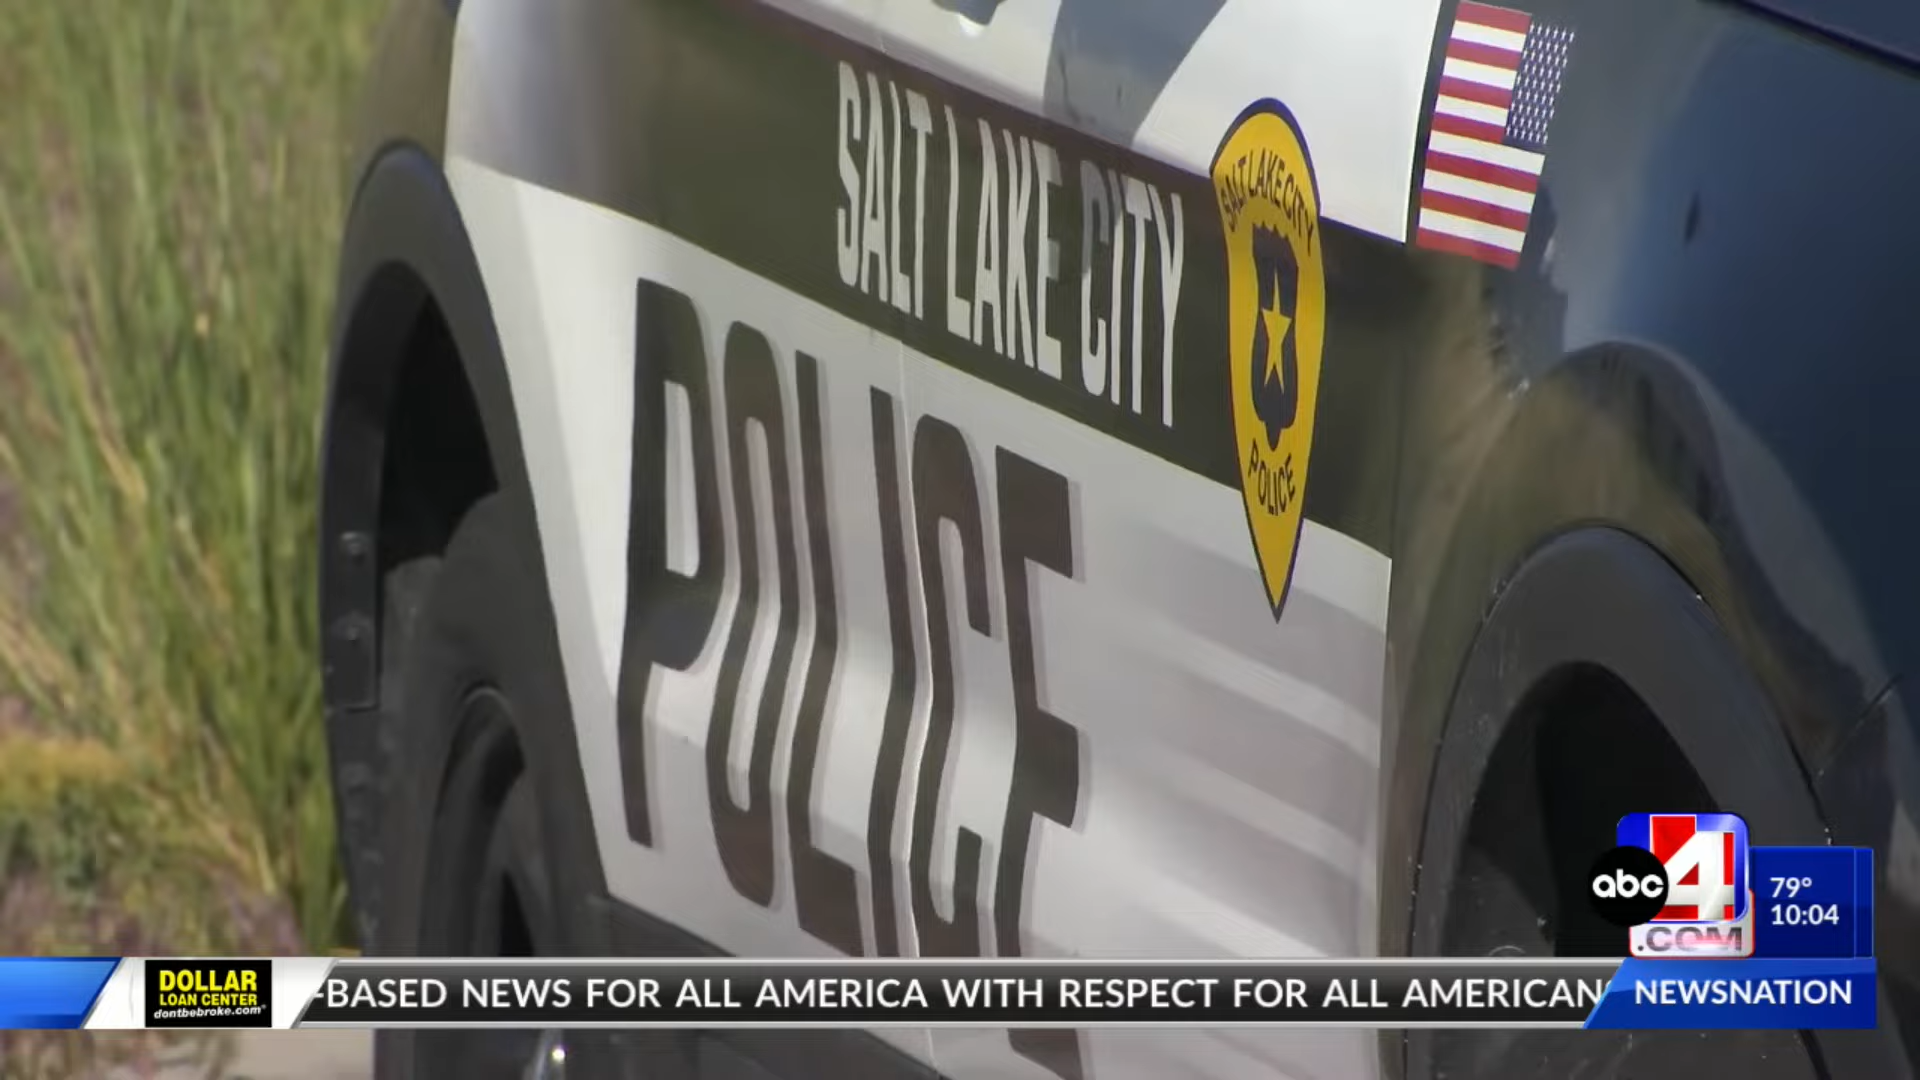 SALT LAKE CITY
POLICE
SALT LAKE CITY
POLICE
abc 4
.COM
79°
10:04
DOLLAR
LOAN CENTER
dontbebroke.com
-BASED NEWS FOR ALL AMERICA WITH RESPECT FOR ALL AMERICAN
NEWSNATION